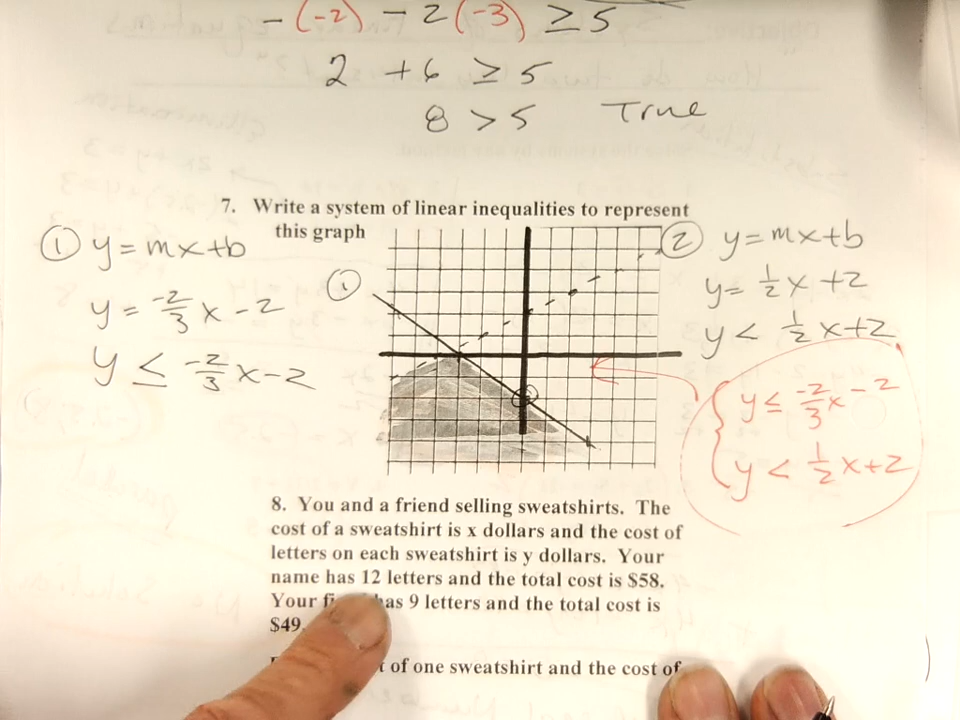 - (-2) - 2 (-3) ≥ 5
2 + 6 ≥ 5
8 > 5 True
7. Write a system of linear inequalities to represent
this graph
① y = mx + b
y = -2/3 x - 2
y ≤ -2/3 x - 2
①
② y = mx + b
y = 1/2 x + 2
y < 1/2 x + 2
{ y ≤ -2/3 x - 2
y < 1/2 x + 2
8. You and a friend selling sweatshirts. The
cost of a sweatshirt is x dollars and the cost of
letters on each sweatshirt is y dollars. Your
name has 12 letters and the total cost is $58.
Your has 9 letters and the total cost is
$49.
of one sweatshirt and the cost of